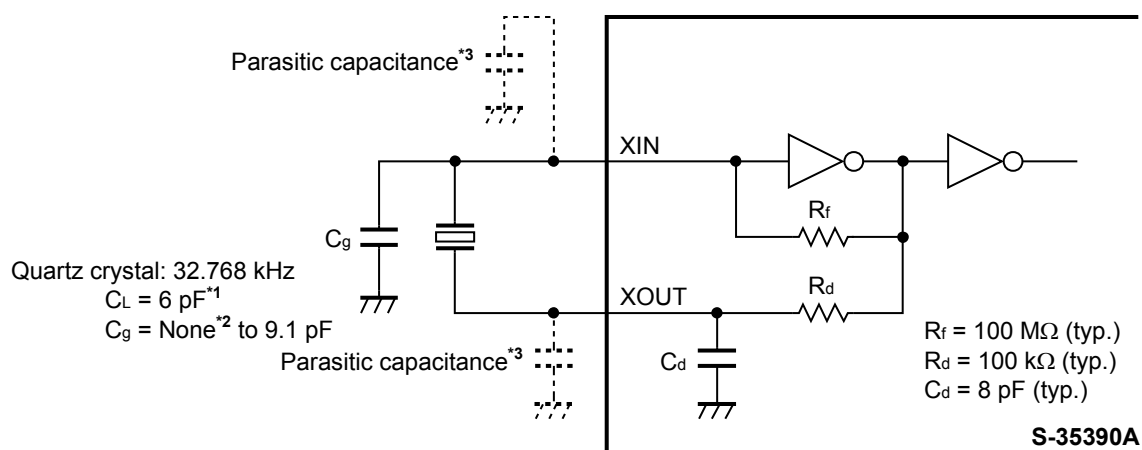 Parasitic capacitance*3
XIN
Rf
Cg
Quartz crystal: 32.768 kHz
CL = 6 pF*1
Cg = None*2 to 9.1 pF
XOUT
Rd
Parasitic capacitance*3
Cd
Rf = 100 MΩ (typ.)
Rd = 100 kΩ (typ.)
Cd = 8 pF (typ.)
S-35390A